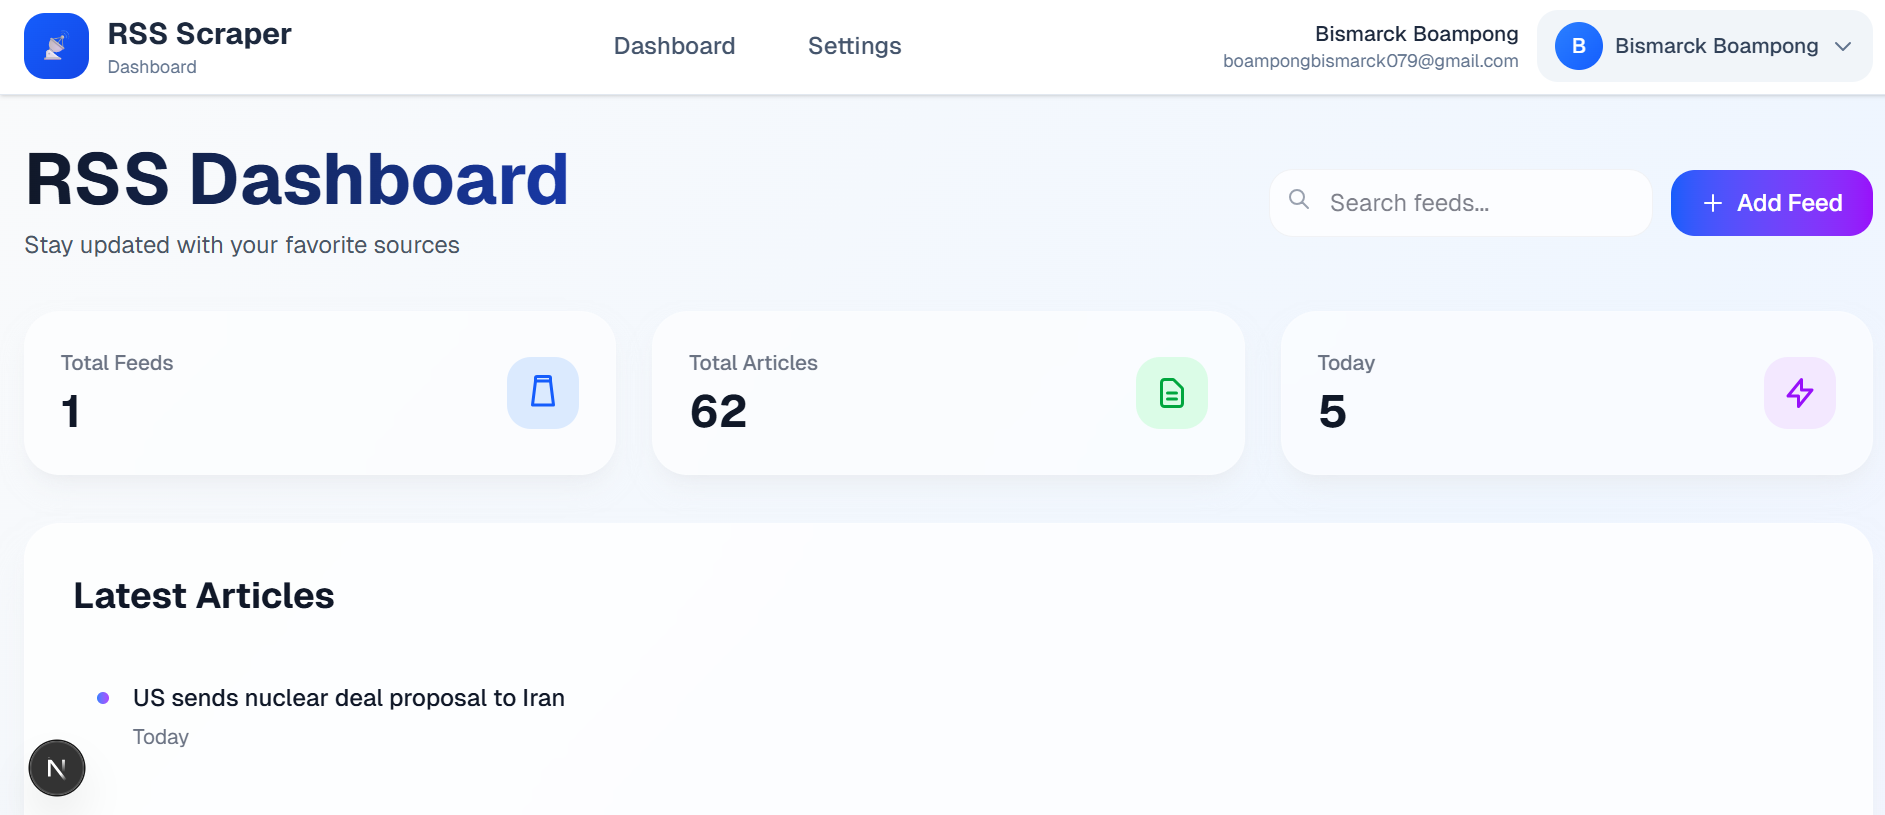 RSS Scraper
Dashboard
Dashboard
Settings
Bismarck Boampong
boampongbismarck079@gmail.com
B
Bismarck Boampong
RSS Dashboard
Stay updated with your favorite sources
Search feeds...
Add Feed
Total Feeds
1
Total Articles
62
Today
5
Latest Articles
US sends nuclear deal proposal to Iran
Today
N